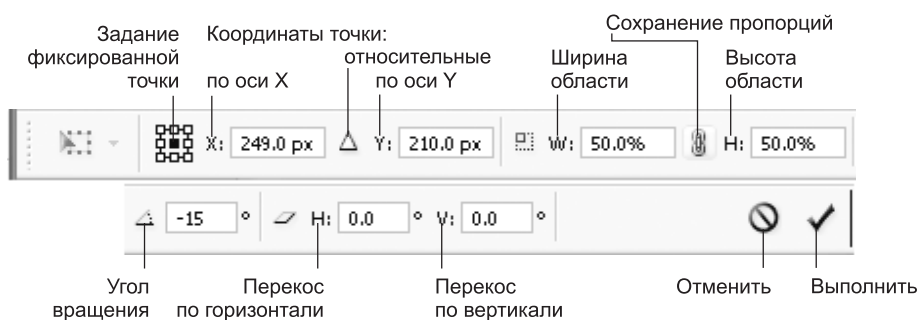 Сохранение пропорций
Задание
фиксированной
точки
Координаты точки:
по оси X
относительные
по оси Y
Ширина
области
Высота
области
X: 249.0 px Y: 210.0 px W: 50.0% H: 50.0%
-15 ° H: 0.0 ° V: 0.0 °
Угол
вращения
Перекос
по горизонтали
Перекос
по вертикали
Отменить
Выполнить